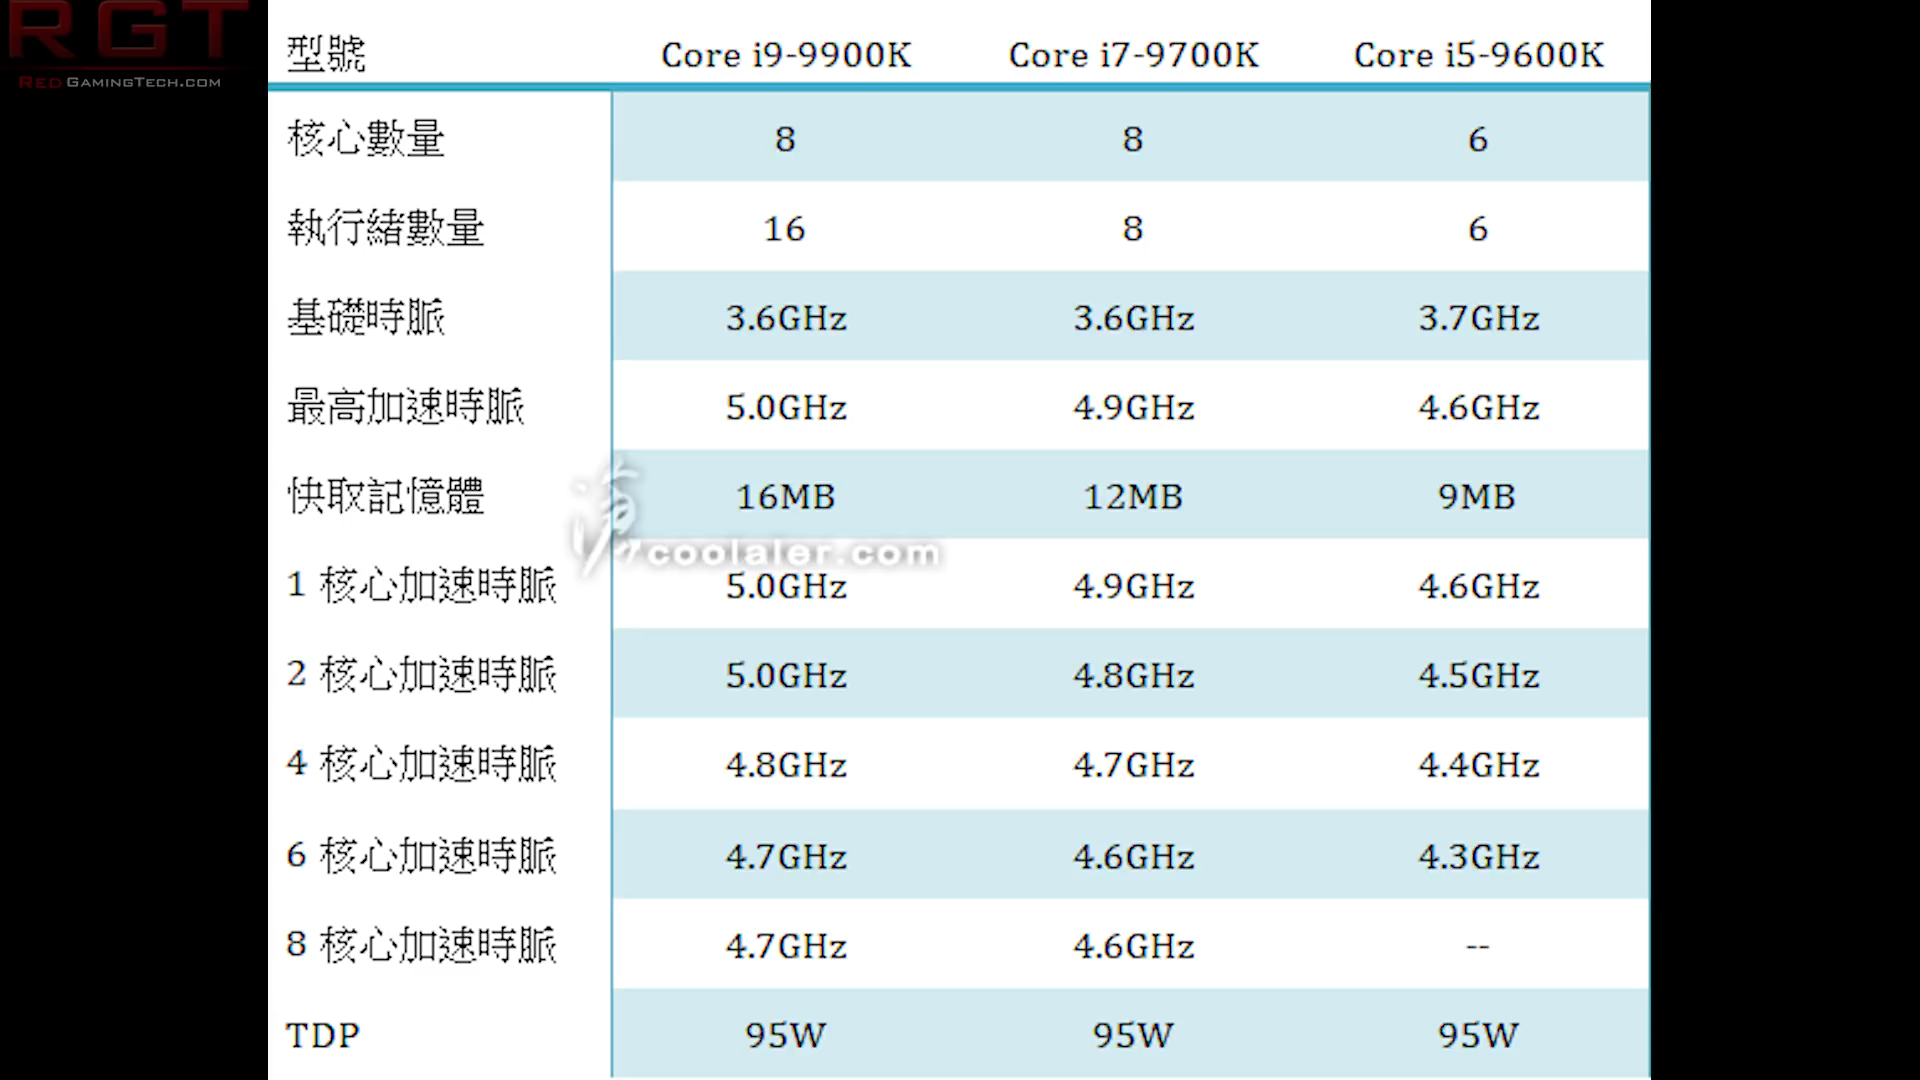 RGT
RedGamingTech.com
型號 Core i9-9900K Core i7-9700K Core i5-9600K
核心數量 8 8 6
執行緒數量 16 8 6
基礎時脈 3.6GHz 3.6GHz 3.7GHz
最高加速時脈 5.0GHz 4.9GHz 4.6GHz
快取記憶體 16MB 12MB 9MB
coolaler.com
1 核心加速時脈 5.0GHz 4.9GHz 4.6GHz
2 核心加速時脈 5.0GHz 4.8GHz 4.5GHz
4 核心加速時脈 4.8GHz 4.7GHz 4.4GHz
6 核心加速時脈 4.7GHz 4.6GHz 4.3GHz
8 核心加速時脈 4.7GHz 4.6GHz --
TDP 95W 95W 95W